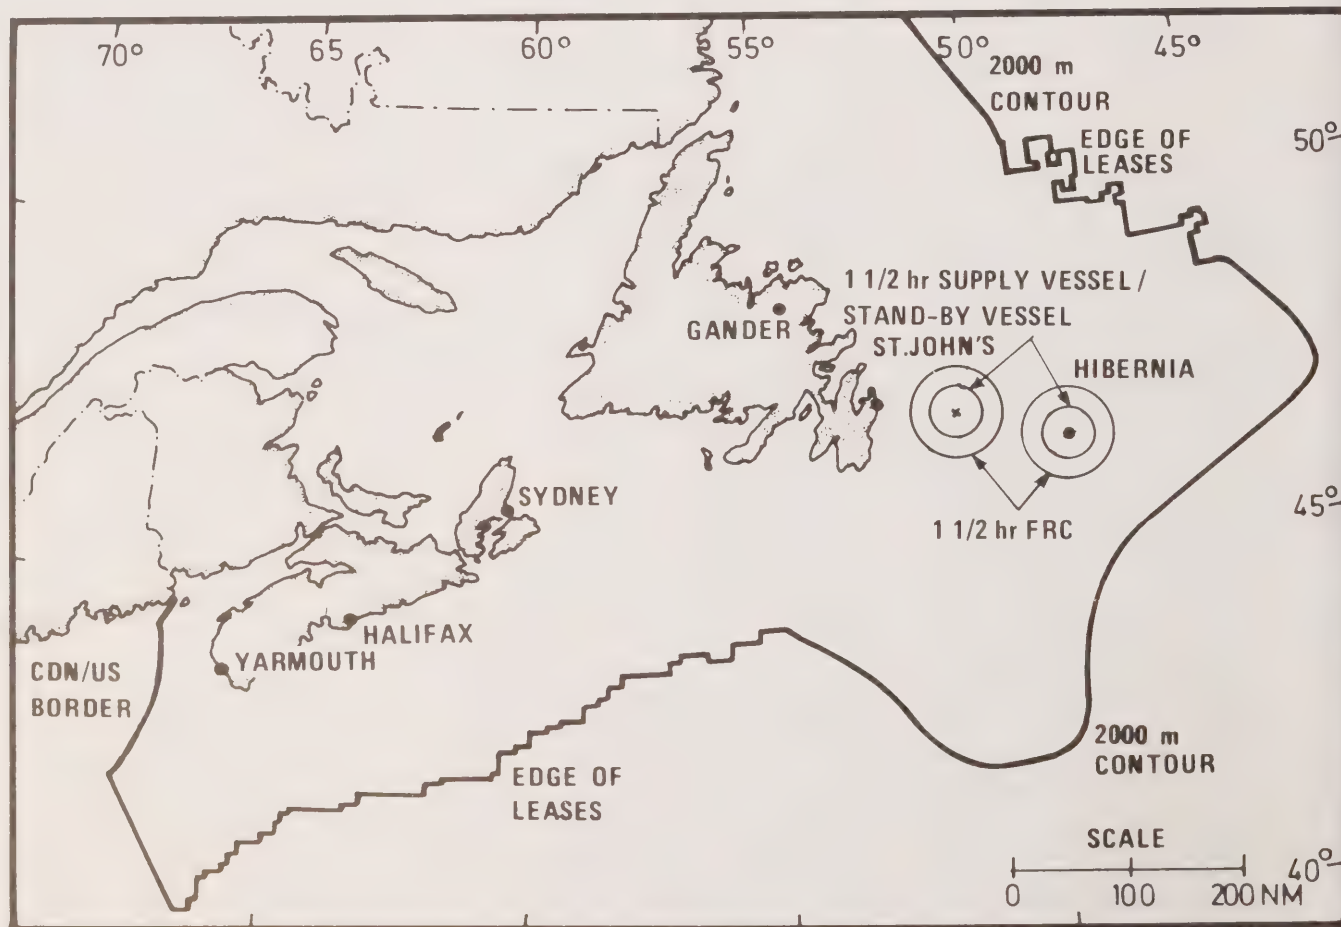 70° 65 60° 55° 50° 45°
2000 m
CONTOUR
EDGE OF
LEASES
50°
1 1/2 hr SUPPLY VESSEL /
STAND-BY VESSEL
GANDER
ST. JOHN'S
HIBERNIA
SYDNEY
45°
1 1/2 hr FRC
HALIFAX
YARMOUTH
CDN/US
BORDER
2000 m
CONTOUR
EDGE OF
LEASES
SCALE
40°
0 100 200 NM